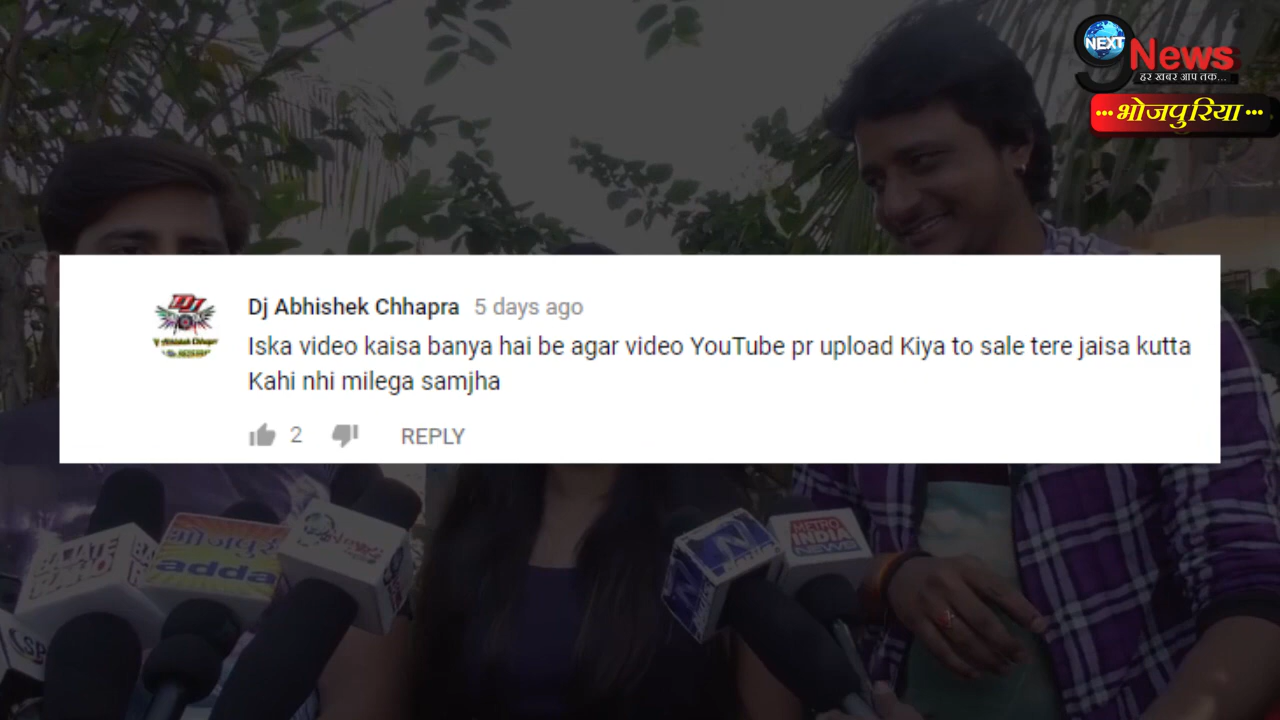 NEXT
9News
हर खबर आप तक...
...भोजपुरिया...
Dj Abhishek Chhapra 5 days ago
Iska video kaisa banya hai be agar video YouTube pr upload Kiya to sale tere jaisa kutta
Kahi nhi milega samjha
2 REPLY
भोजपुरी
adda
METRO
INDIA
NEWS
N